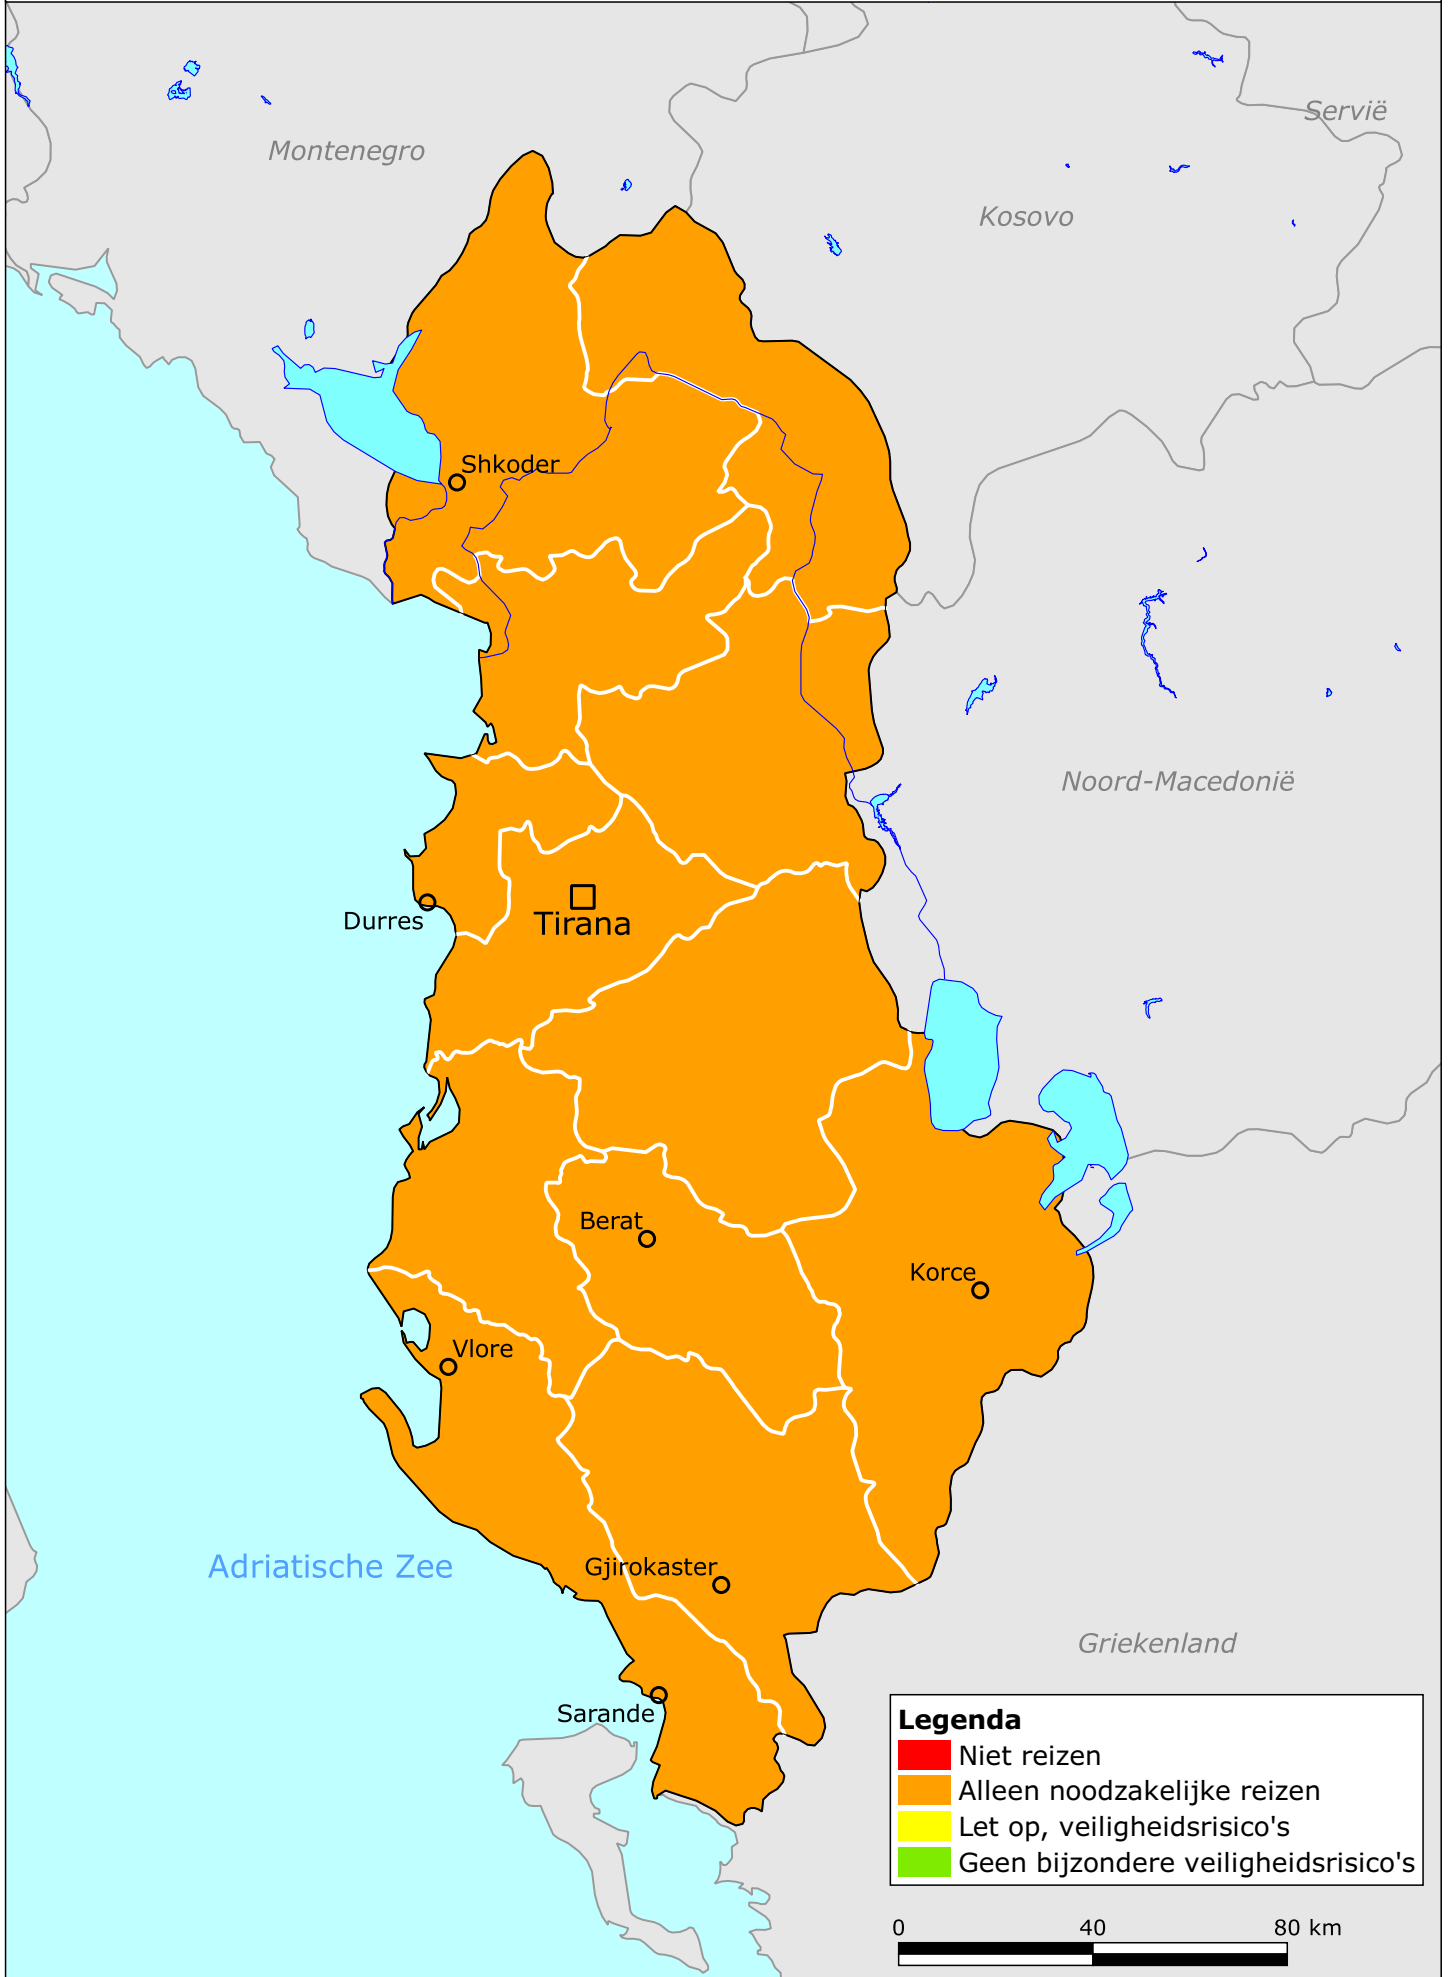 Servië
Montenegro
Kosovo
Shkoder
Noord-Macedonië
Durres
Tirana
Berat
Korce
Vlore
Adriatische Zee
Gjirokaster
Griekenland
Sarande
Legenda
Niet reizen
Alleen noodzakelijke reizen
Let op, veiligheidsrisico's
Geen bijzondere veiligheidsrisico's
0 40 80 km